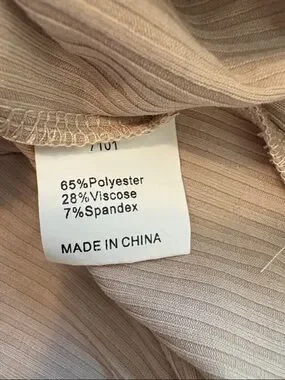 7101
65%Polyester
28%Viscose
7%Spandex
MADE IN CHINA